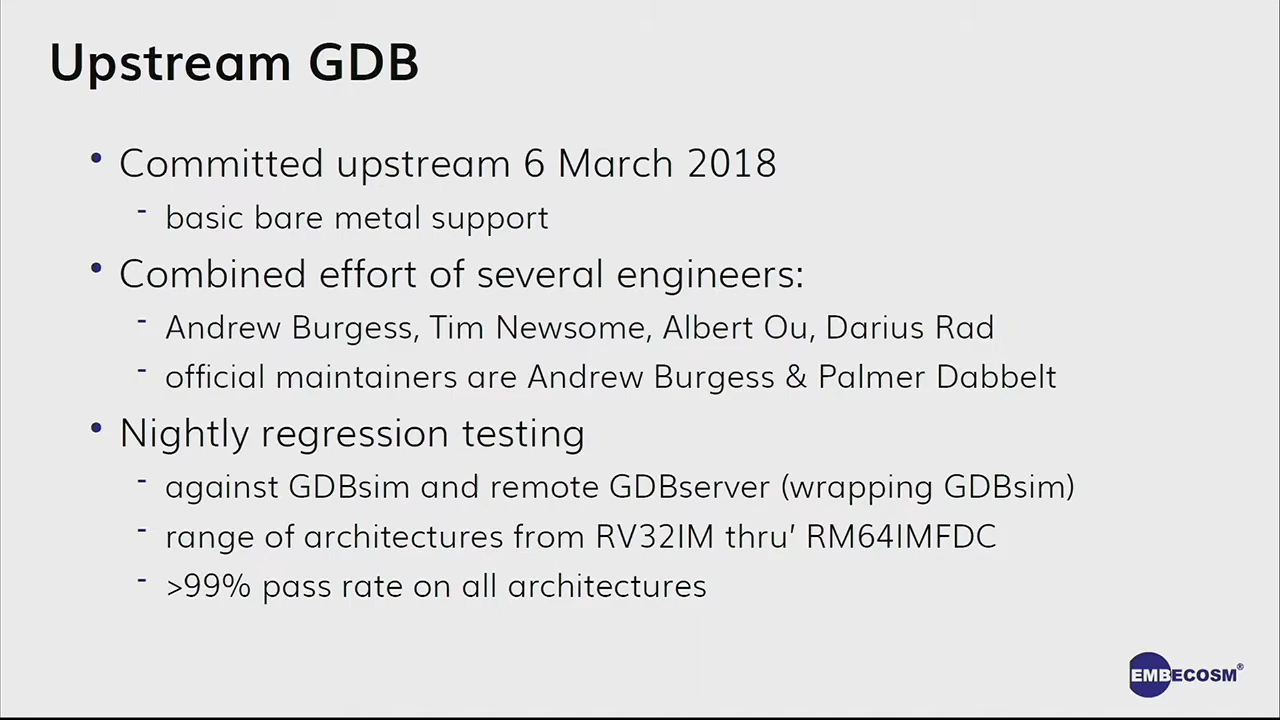 Upstream GDB
• Committed upstream 6 March 2018
- basic bare metal support
• Combined effort of several engineers:
- Andrew Burgess, Tim Newsome, Albert Ou, Darius Rad
- official maintainers are Andrew Burgess & Palmer Dabbelt
• Nightly regression testing
- against GDBsim and remote GDBserver (wrapping GDBsim)
- range of architectures from RV32IM thru’ RM64IMFDC
- >99% pass rate on all architectures
EMBECOSM®